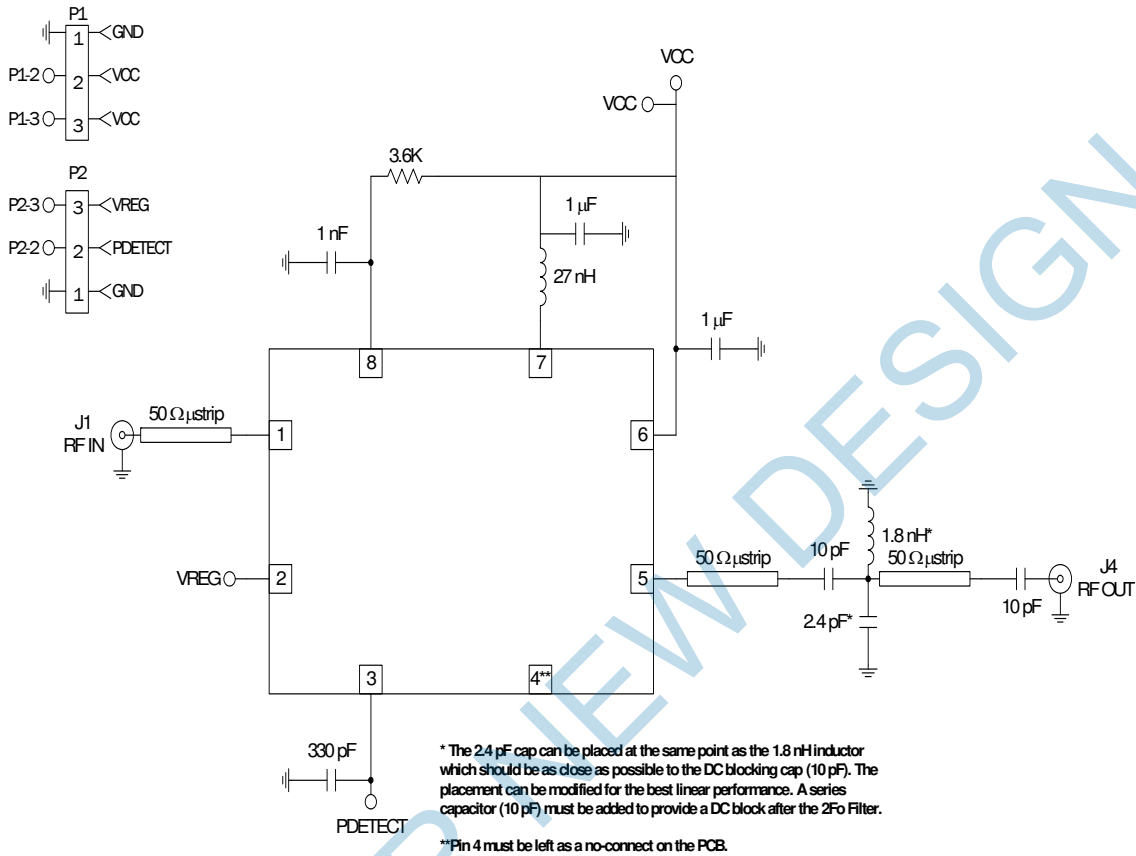 P1
1 GND
P1-2 2 VCC
P1-3 3 VCC
P2
P2-3 3 VREG
P2-2 2 PDETECT
1 GND
VCC
VCC
3.6K
1 µF
1 nF
27 nH
1 µF
8
7
J1
RF IN
50 Ω µstrip
1
6
VREG
2
5
50 Ω µstrip
10 pF
1.8 nH*
50 Ω µstrip
2.4 pF*
10 pF
J4
RF OUT
3
4**
330 pF
PDETECT
* The 2.4 pF cap can be placed at the same point as the 1.8 nH inductor
which should be as close as possible to the DC blocking cap (10 pF). The
placement can be modified for the best linear performance. A series
capacitor (10 pF) must be added to provide a DC block after the 2Fo Filter.
**Pin 4 must be left as a no-connect on the PCB.
R NEW DESIGN